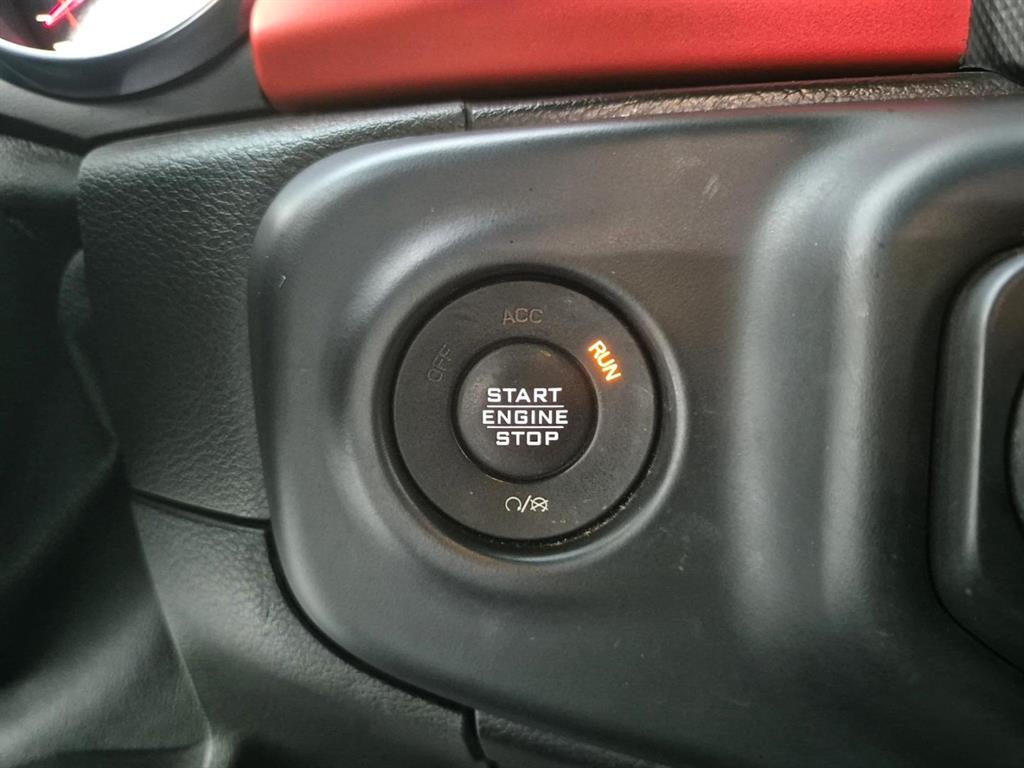 ACC
OFF
RUN
START
ENGINE
STOP